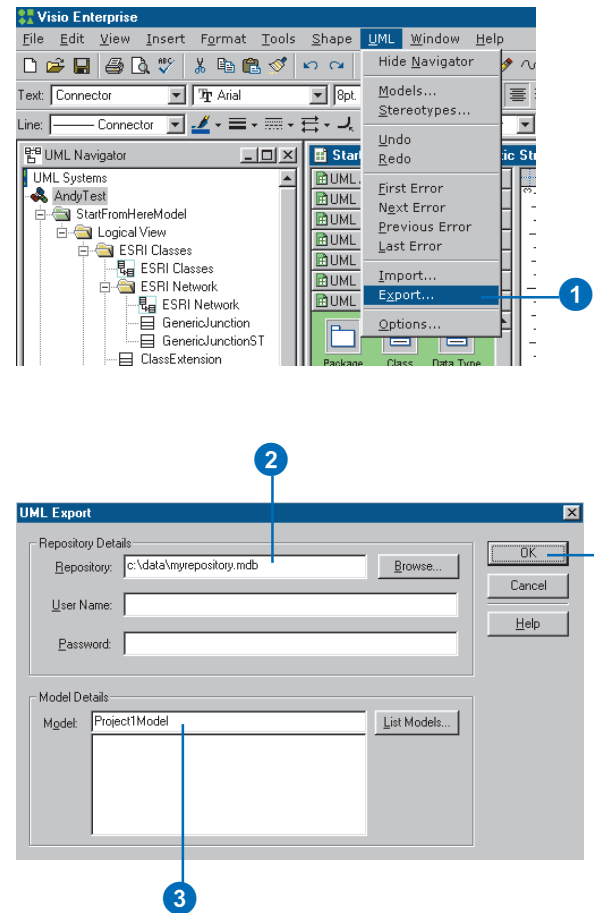 Visio Enterprise
File Edit View Insert Format Tools Shape UML Window Help
Text: Connector Arial 8pt.
Line: Connector
Hide Navigator
Models...
Stereotypes...
Undo
Redo
First Error
Next Error
Previous Error
Last Error
Import...
Export...
Options...
1
UML Navigator
UML Systems
AndyTest
StartFromHereModel
Logical View
ESRI Classes
ESRI Classes
ESRI Network
ESRI Network
GenericJunction
GenericJunctionST
ClassExtension
UML
UML
UML
UML
UML
UML
UML
Package Class Data Type
2
UML Export
Repository Details
Repository: c:\data\myrepository.mdb Browse...
User Name:
Password:
OK
Cancel
Help
Model Details
Model: Project1Model List Models...
3